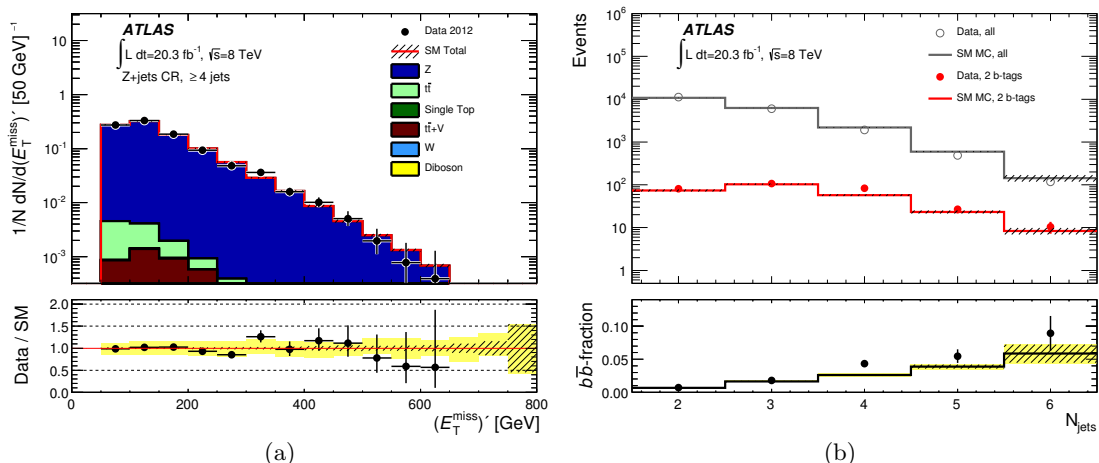 ATLAS
∫L dt=20.3 fb⁻¹, √s=8 TeV
Z+jets CR, ≥4 jets
Data 2012
SM Total
Z
tt̄
Single Top
tt̄+V
W
Diboson
1/N dN/d(E_T^miss)´ [50 GeV]⁻¹
10
1
10⁻¹
10⁻²
10⁻³
Data / SM
2.0
1.5
1.0
0.5
0.0
0 200 400 600 800
(E_T^miss)´ [GeV]
(a)
ATLAS
∫L dt=20.3 fb⁻¹, √s=8 TeV
Data, all
SM MC, all
Data, 2 b-tags
SM MC, 2 b-tags
Events
10⁶
10⁵
10⁴
10³
10²
10
1
bb̄-fraction
0.10
0.05
0.00
2 3 4 5 6
N_jets
(b)